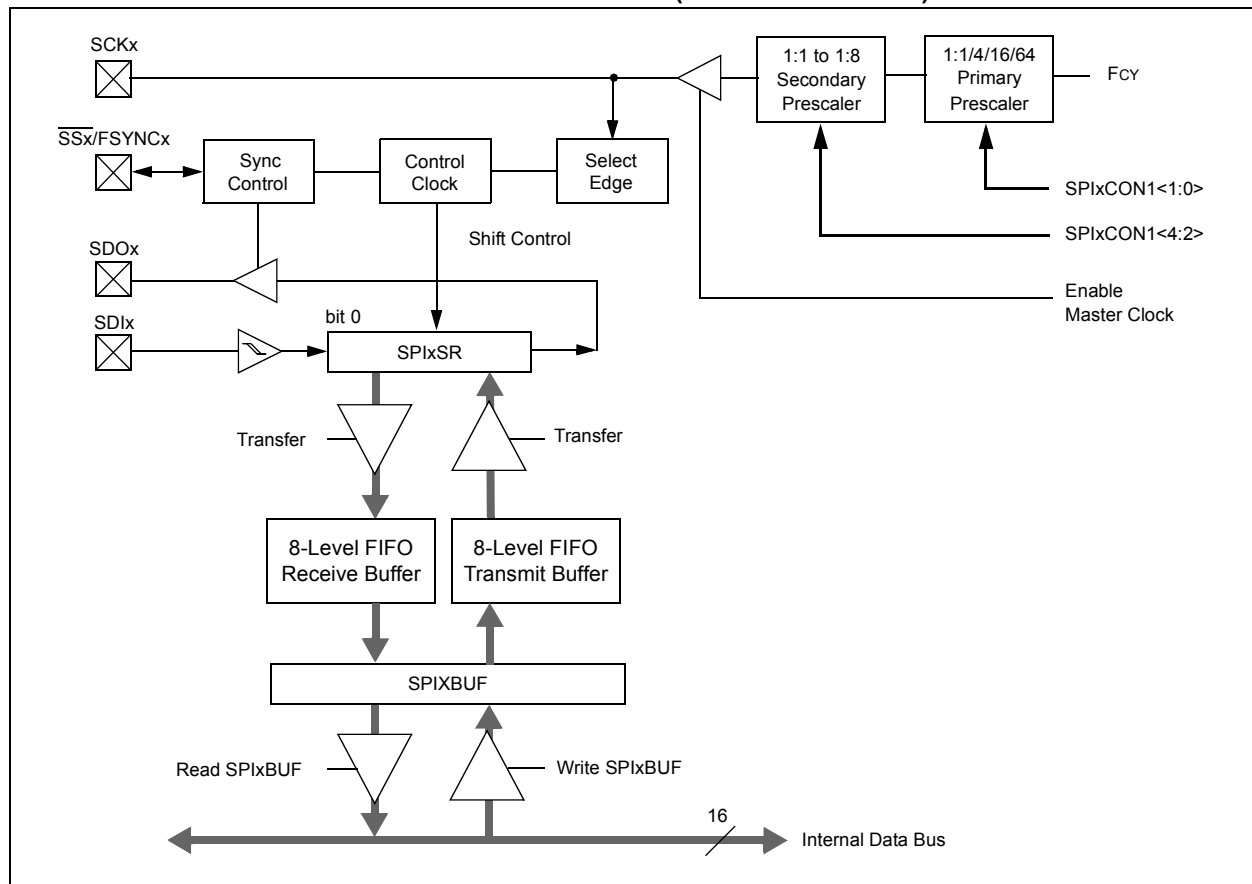 SCKx
1:1 to 1:8
Secondary
Prescaler
1:1/4/16/64
Primary
Prescaler
FCY
SSx/FSYNCx
Sync
Control
Control
Clock
Select
Edge
SPIxCON1<1:0>
SPIxCON1<4:2>
Shift Control
SDOx
Enable
Master Clock
SDIx
bit 0
SPIxSR
Transfer
Transfer
8-Level FIFO
Receive Buffer
8-Level FIFO
Transmit Buffer
SPIXBUF
Read SPIxBUF
Write SPIxBUF
16
Internal Data Bus